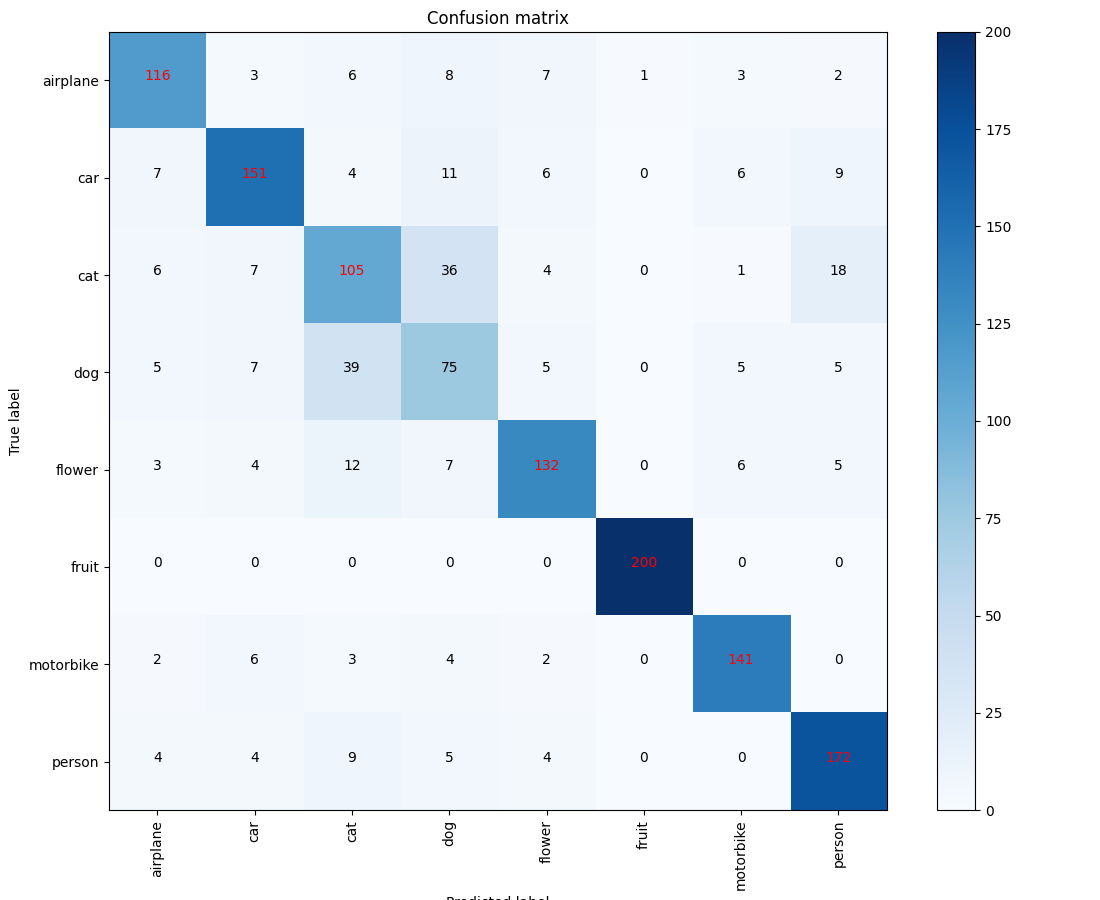 Confusion matrix
airplane 116 3 6 8 7 1 3 2
car 7 151 4 11 6 0 6 9
cat 6 7 105 36 4 0 1 18
dog 5 7 39 75 5 0 5 5
flower 3 4 12 7 132 0 6 5
fruit 0 0 0 0 0 200 0 0
motorbike 2 6 3 4 2 0 141 0
person 4 4 9 5 4 0 0 172
True label
airplane car cat dog flower fruit motorbike person
Predicted label
200
175
150
125
100
75
50
25
0